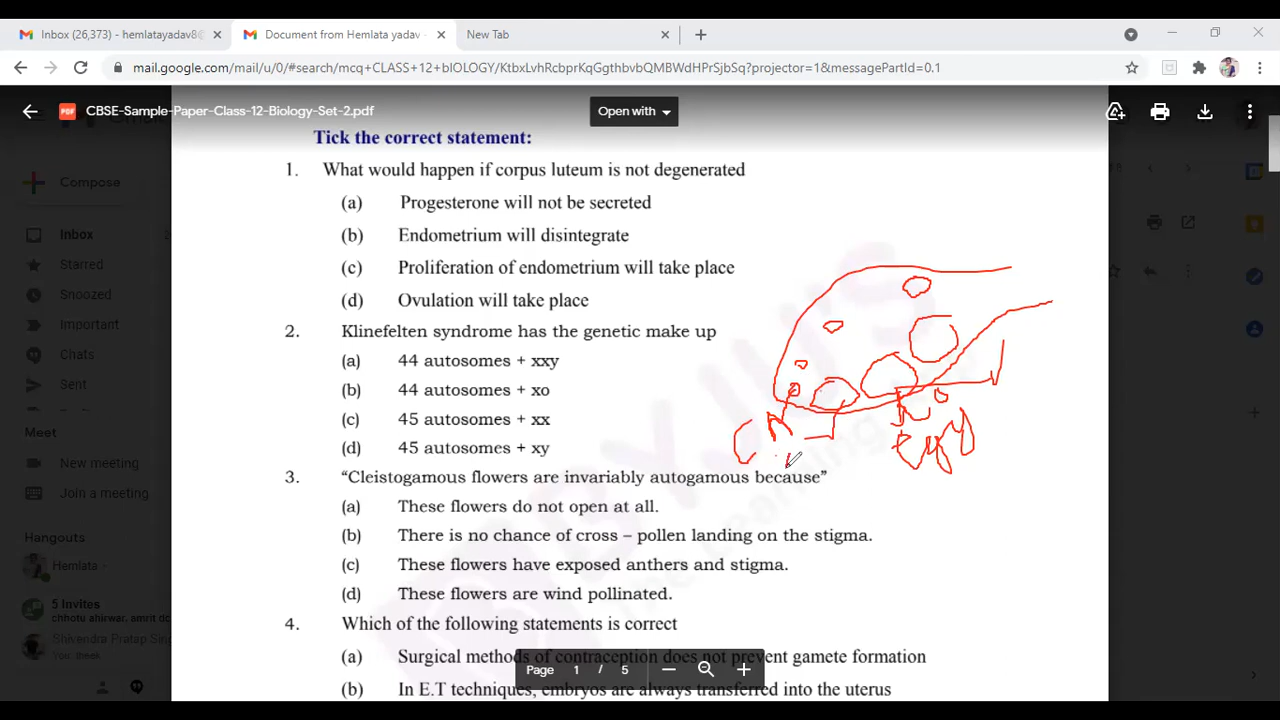 Inbox (26,373) - hemlatayadav8@
Document from Hemlata yadav -
New Tab
mail.google.com/mail/u/0/#search/mcq+CLASS+12+bIOLOGY/KtbxLvhRcbprKqGgthbvbQMBWdHPrSjbSq?projector=1&messagePartId=0.1
PDF CBSE-Sample-Paper-Class-12-Biology-Set-2.pdf
Open with
Compose
Inbox
Starred
Snoozed
Important
Chats
Sent
Drafts
Meet
New meeting
Join a meeting
Hangouts
Hemlata
5 Invites
chhotu ahirwar, amrit dc
Shivendra Pratap Sin
Tick the correct statement:
1. What would happen if corpus luteum is not degenerated
(a) Progesterone will not be secreted
(b) Endometrium will disintegrate
(c) Proliferation of endometrium will take place
(d) Ovulation will take place
2. Klinefelten syndrome has the genetic make up
(a) 44 autosomes + xxy
(b) 44 autosomes + xo
(c) 45 autosomes + xx
(d) 45 autosomes + xy
3. “Cleistogamous flowers are invariably autogamous because”
(a) These flowers do not open at all.
(b) There is no chance of cross – pollen landing on the stigma.
(c) These flowers have exposed anthers and stigma.
(d) These flowers are wind pollinated.
4. Which of the following statements is correct
(a) Surgical methods of contraception does not prevent gamete formation
(b) In E.T techniques, embryos are always transferred into the uterus
Page 1 / 5